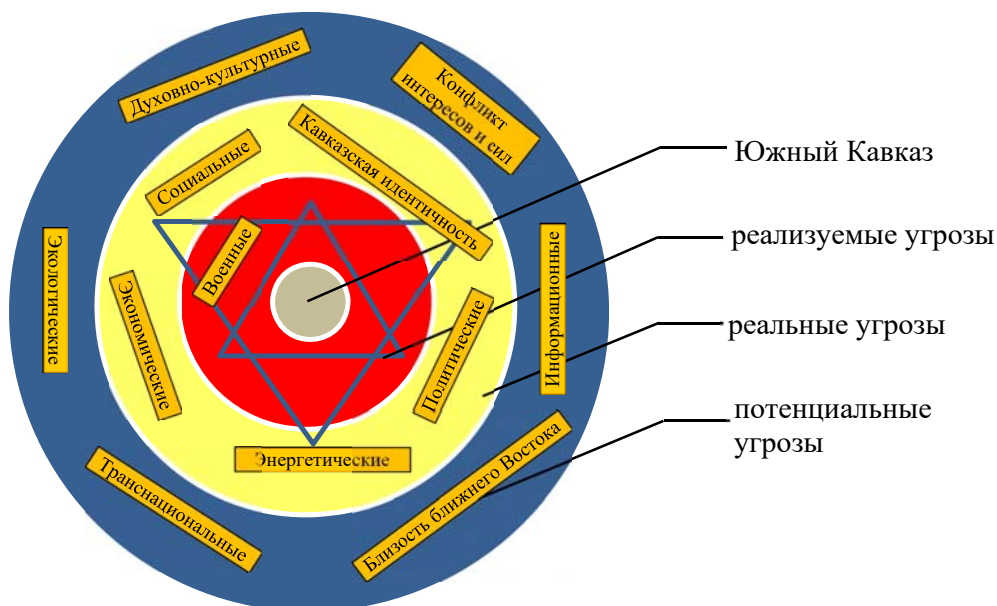 Духовно-культурные
Конфликт
интересов и сил
Кавказская идентичность
Социальные
Военные
Экологические
Экономические
Политические
Информационные
Энергетические
Транснациональные
Близость ближнего Востока
Южный Кавказ
реализуемые угрозы
реальные угрозы
потенциальные
угрозы